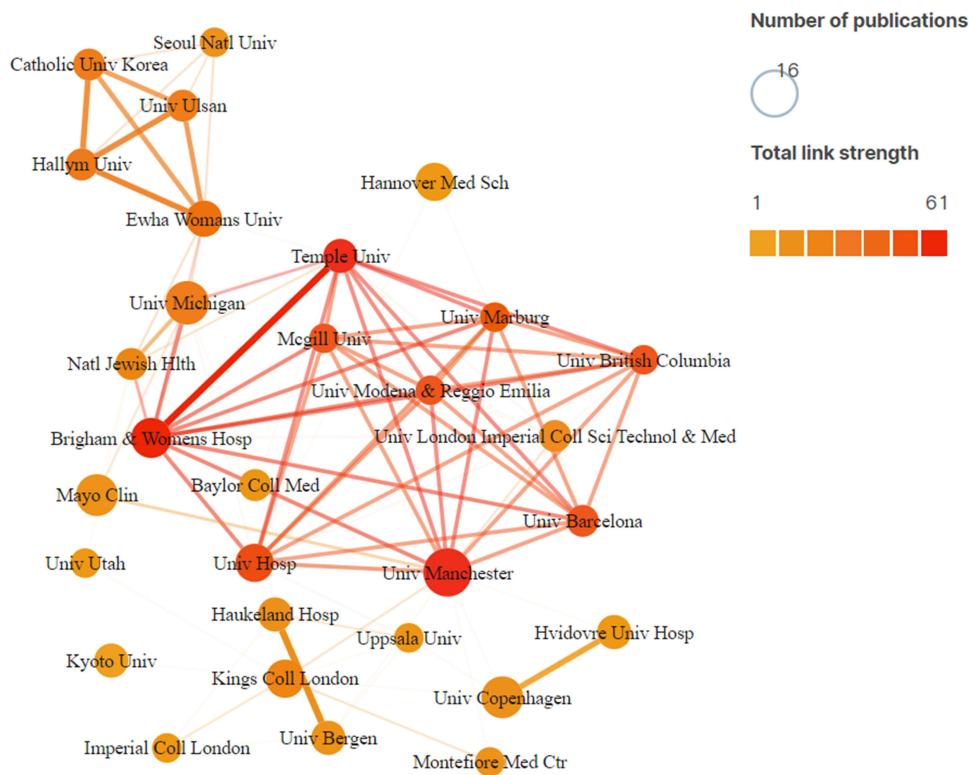 Number of publications
16
Total link strength
1 61
Seoul Natl Univ
Catholic Univ Korea
Univ Ulsan
Hallym Univ
Hannover Med Sch
Ewha Womans Univ
Temple Univ
Univ Michigan
Univ Marburg
Mcgill Univ
Natl Jewish Hlth
Univ British Columbia
Univ Modena & Reggio Emilia
Brigham & Womens Hosp
Univ London Imperial Coll Sci Technol & Med
Baylor Coll Med
Mayo Clin
Univ Barcelona
Univ Utah
Univ Hosp
Univ Manchester
Haukeland Hosp
Uppsala Univ
Hvidovre Univ Hosp
Kyoto Univ
Kings Coll London
Univ Copenhagen
Univ Bergen
Imperial Coll London
Montefiore Med Ctr